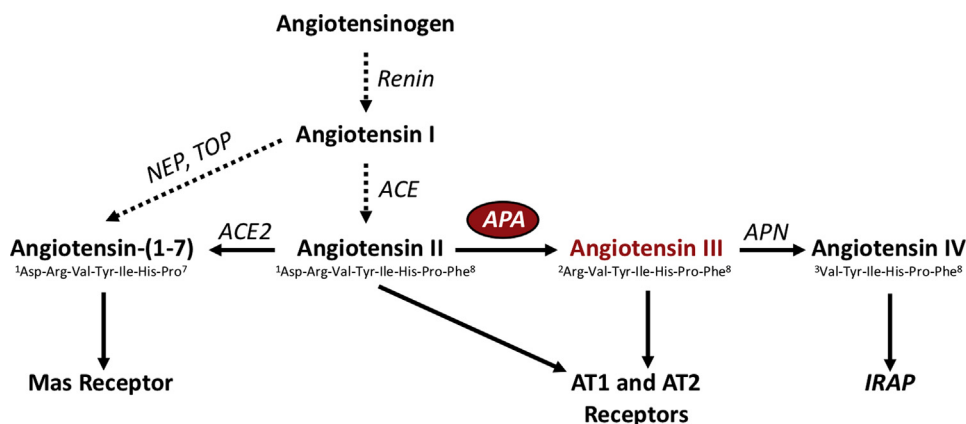 Angiotensinogen
Renin
Angiotensin I
NEP, TOP
ACE
APA
ACE2
APN
Angiotensin-(1-7)
Angiotensin II
Angiotensin III
Angiotensin IV
¹Asp-Arg-Val-Tyr-Ile-His-Pro⁷
¹Asp-Arg-Val-Tyr-Ile-His-Pro-Phe⁸
²Arg-Val-Tyr-Ile-His-Pro-Phe⁸
³Val-Tyr-Ile-His-Pro-Phe⁸
Mas Receptor
AT1 and AT2
Receptors
IRAP